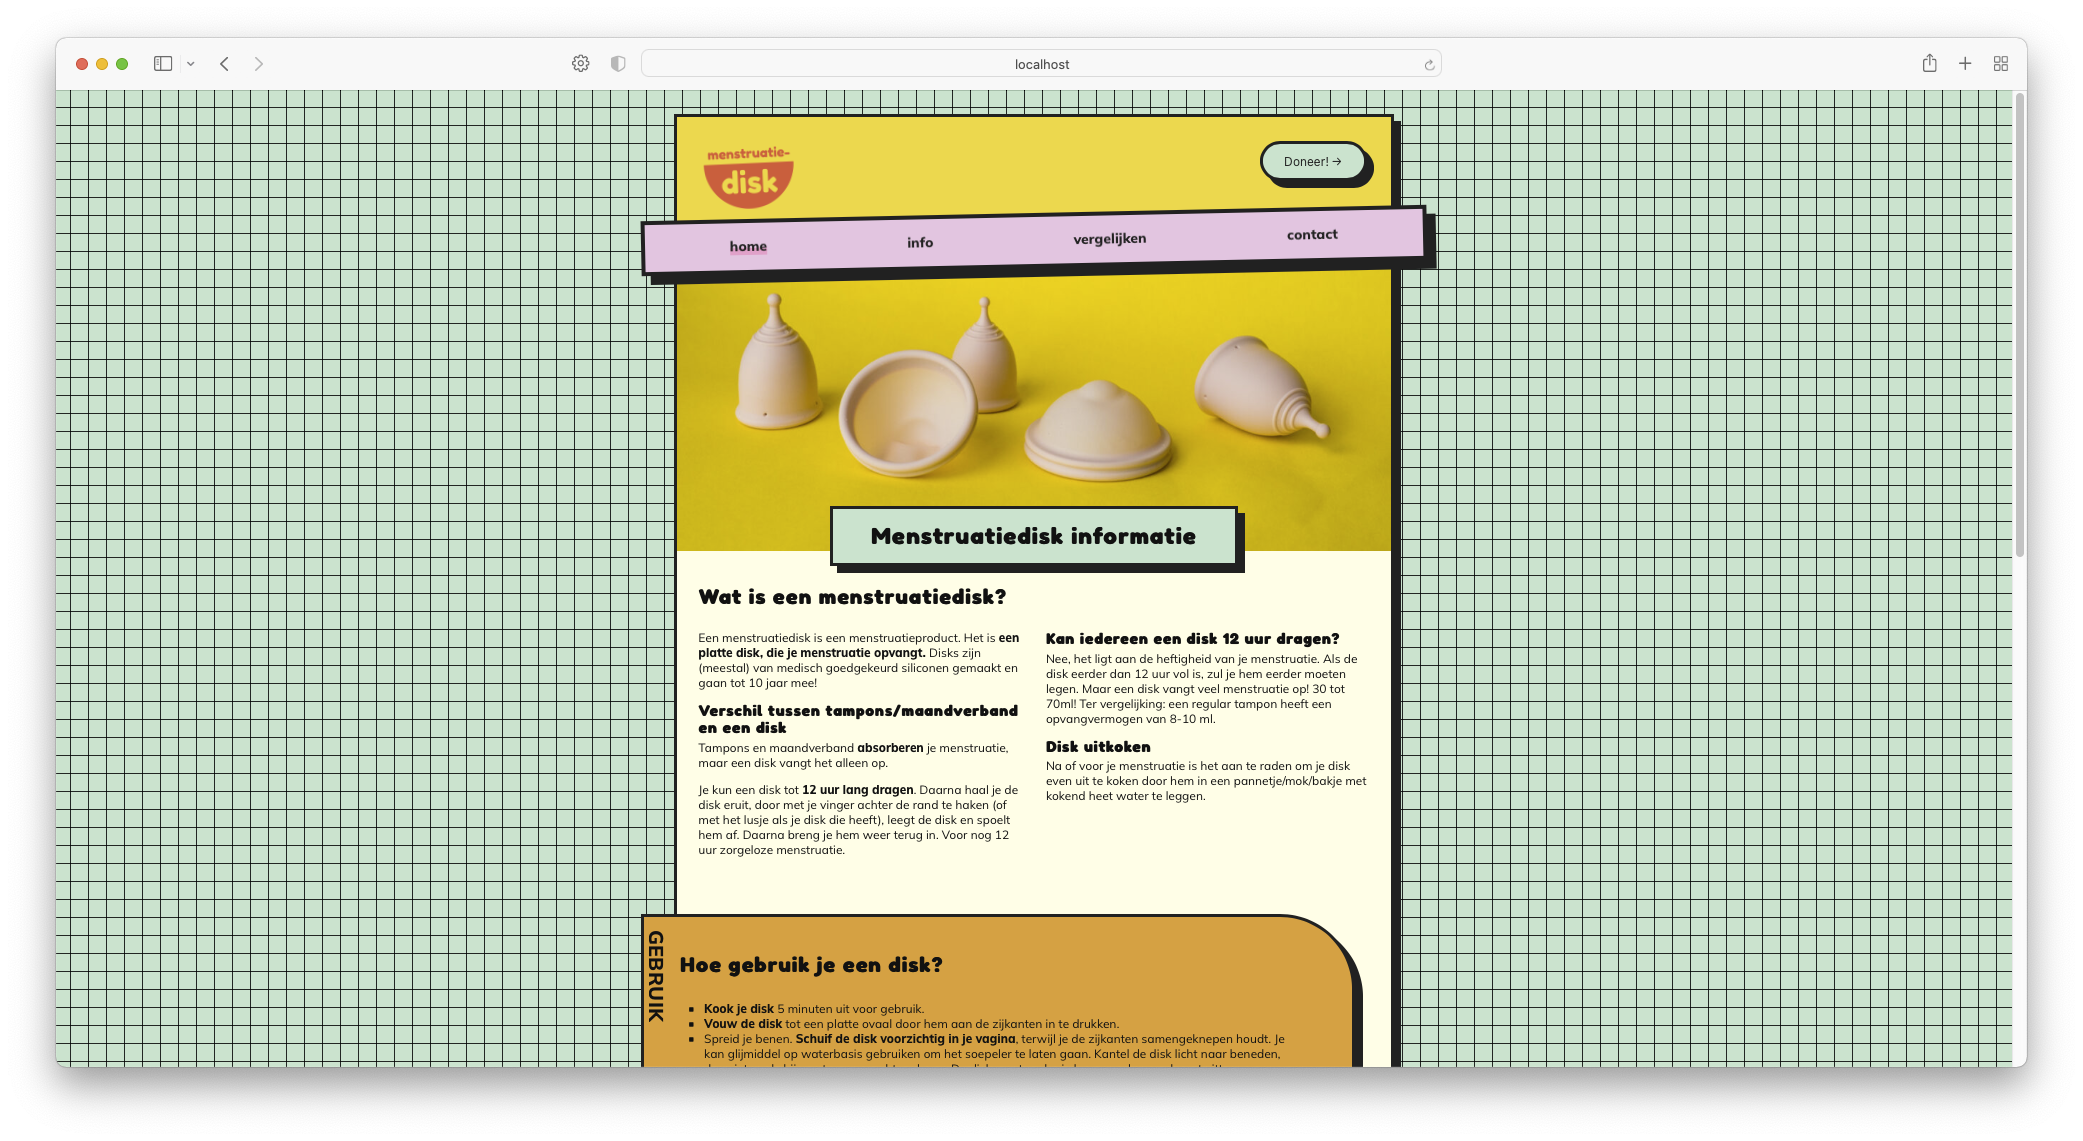 localhost
menstruatie-
disk
Doneer! →
home info vergelijken contact
Menstruatiedisk informatie
Wat is een menstruatiedisk?
Een menstruatiedisk is een menstruatieproduct. Het is een
platte disk, die je menstruatie opvangt. Disks zijn
(meestal) van medisch goedgekeurd siliconen gemaakt en
gaan tot 10 jaar mee!
Verschil tussen tampons/maandverband
en een disk
Tampons en maandverband absorberen je menstruatie,
maar een disk vangt het alleen op.
Je kun een disk tot 12 uur lang dragen. Daarna haal je de
disk eruit, door met je vinger achter de rand te haken (of
met het lusje als je disk die heeft), leegt de disk en spoelt
hem af. Daarna breng je hem weer terug in. Voor nog 12
uur zorgeloze menstruatie.
Kan iedereen een disk 12 uur dragen?
Nee, het ligt aan de heftigheid van je menstruatie. Als de
disk eerder dan 12 uur vol is, zul je hem eerder moeten
legen. Maar een disk vangt veel menstruatie op! 30 tot
70ml! Ter vergelijking: een regular tampon heeft een
opvangvermogen van 8-10 ml.
Disk uitkoken
Na of voor je menstruatie is het aan te raden om je disk
even uit te koken door hem in een pannetje/mok/bakje met
kokend heet water te leggen.
GEBRUIK
Hoe gebruik je een disk?
▪ Kook je disk 5 minuten uit voor gebruik.
▪ Vouw de disk tot een platte ovaal door hem aan de zijkanten in te drukken.
▪ Spreid je benen. Schuif de disk voorzichtig in je vagina, terwijl je de zijkanten samengeknepen houdt. Je
kan glijmiddel op waterbasis gebruiken om het soepeler te laten gaan. Kantel de disk licht naar beneden,